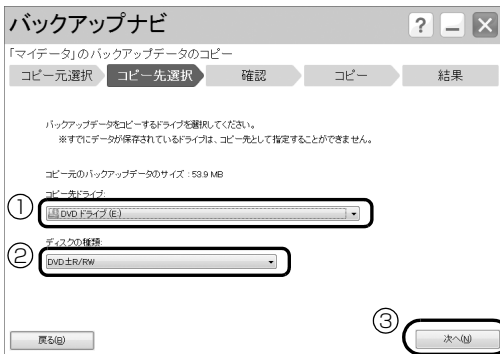 バックアップナビ
「マイデータ」のバックアップデータのコピー
コピー元選択 コピー先選択 確認 コピー 結果
バックアップデータをコピーするドライブを選択してください。
※すでにデータが保存されているドライブは、コピー先として指定することができません。
コピー元のバックアップデータのサイズ : 53.9 MB
コピー先ドライブ:
① DVD ドライブ (E:)
ディスクの種類:
② DVD±R/RW
③
戻る(B) 次へ(N)